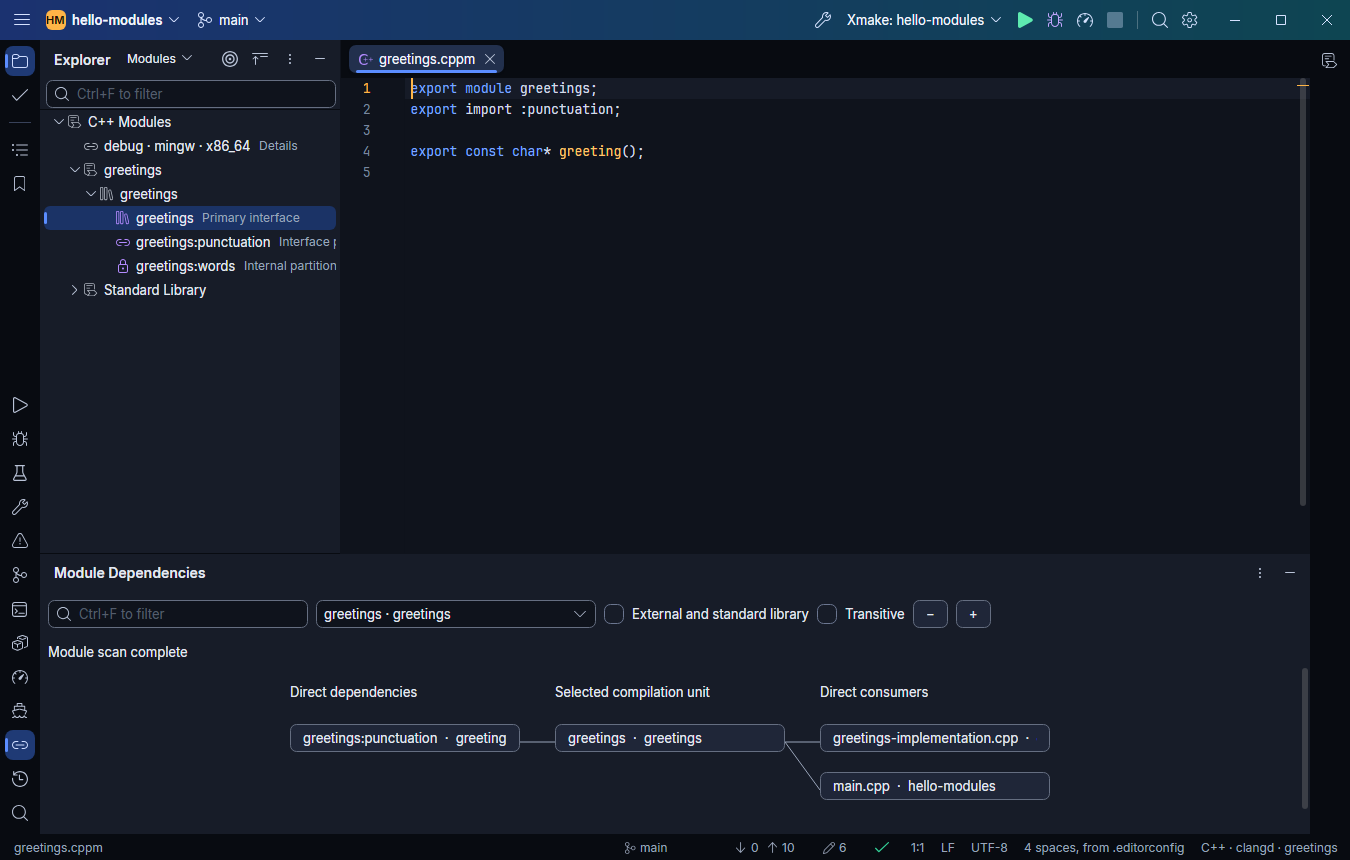 HM hello-modules main Xmake: hello-modules
Explorer Modules
greetings.cppm
Ctrl+F to filter
C++ Modules
debug · mingw · x86_64 Details
greetings
greetings
greetings Primary interface
greetings:punctuation Interface
greetings:words Internal partition
Standard Library
1 export module greetings;
2 export import :punctuation;
3
4 export const char* greeting();
5
Module Dependencies
Ctrl+F to filter greetings · greetings External and standard library Transitive - +
Module scan complete
Direct dependencies Selected compilation unit Direct consumers
greetings:punctuation · greeting greetings · greetings greetings-implementation.cpp ·
main.cpp · hello-modules
greetings.cppm main ↓ 0 ↑ 10 6 1:1 LF UTF-8 4 spaces, from .editorconfig C++ · clangd · greetings